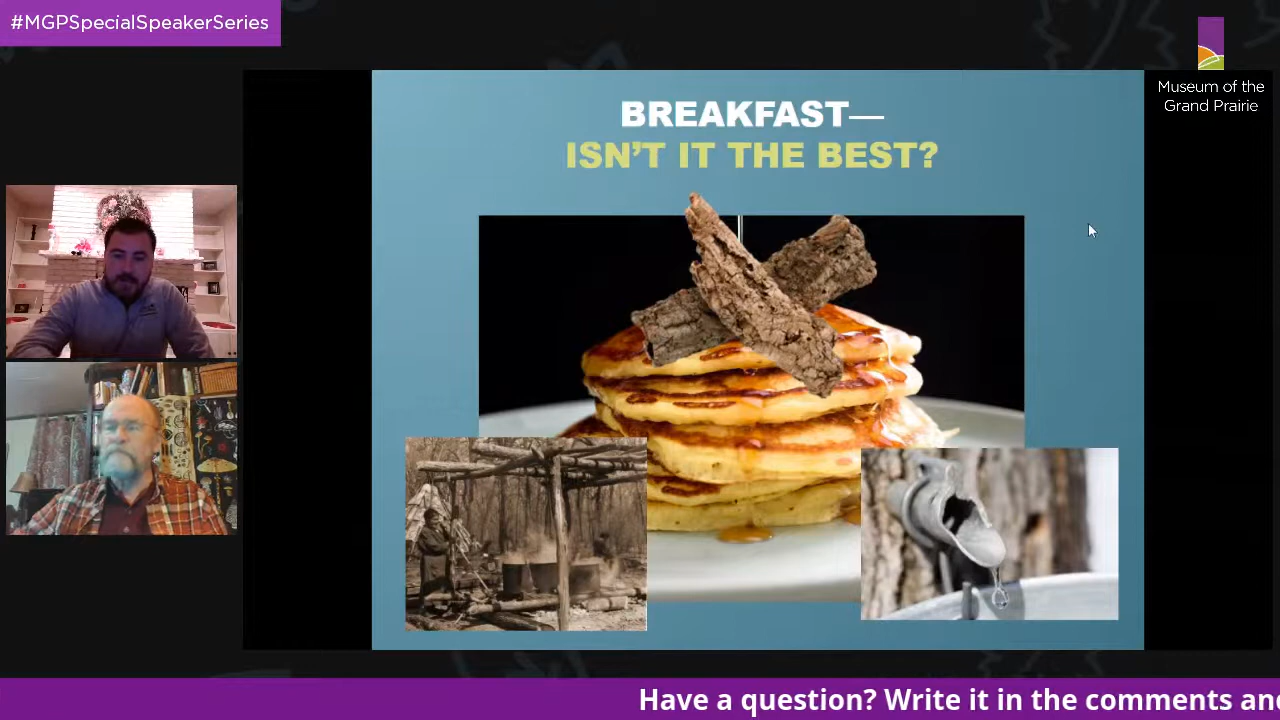 #MGPSpecialSpeakerSeries
Museum of the
Grand Prairie
BREAKFAST—
ISN'T IT THE BEST?
Have a question? Write it in the comments and